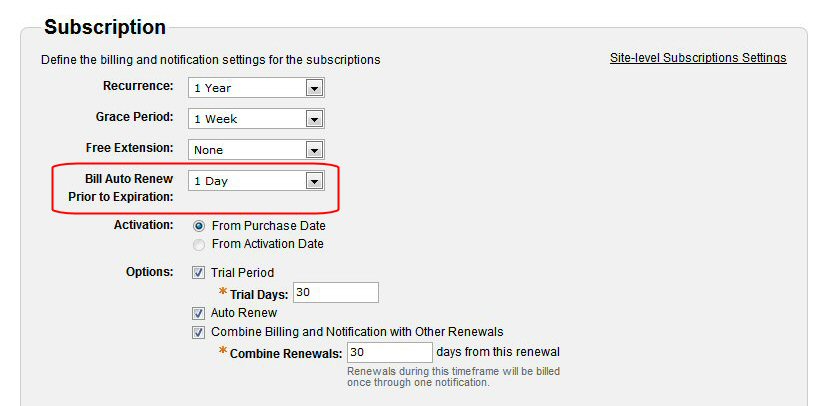 Subscription
Define the billing and notification settings for the subscriptions
Site-level Subscriptions Settings
Recurrence: 1 Year
Grace Period: 1 Week
Free Extension: None
Bill Auto Renew
Prior to Expiration: 1 Day
Activation: From Purchase Date
From Activation Date
Options: Trial Period
* Trial Days: 30
Auto Renew
Combine Billing and Notification with Other Renewals
* Combine Renewals: 30 days from this renewal
Renewals during this timeframe will be billed
once through one notification.